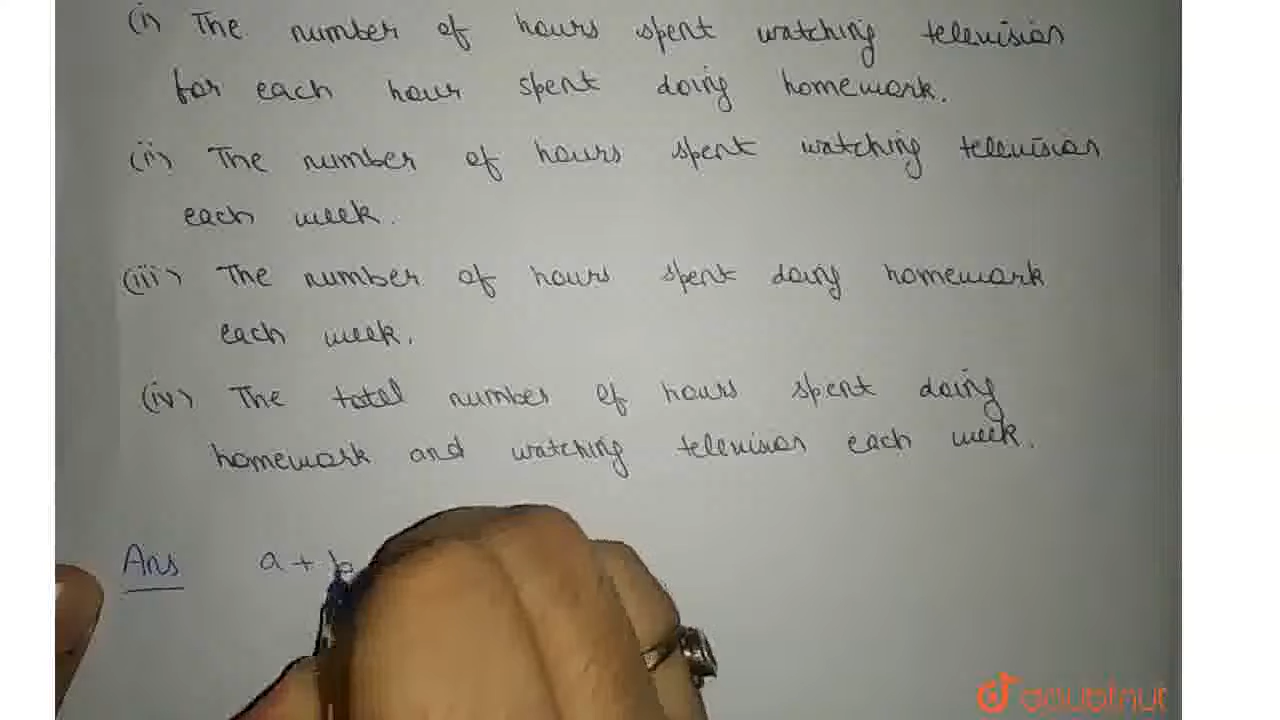 (i) The number of hours spent watching television
for each hour spent doing homework.
(ii) The number of hours spent watching television
each week.
(iii) The number of hours spent doing homework
each week.
(iv) The total number of hours spent doing
homework and watching television each week.
Ans a + b
doubtnut